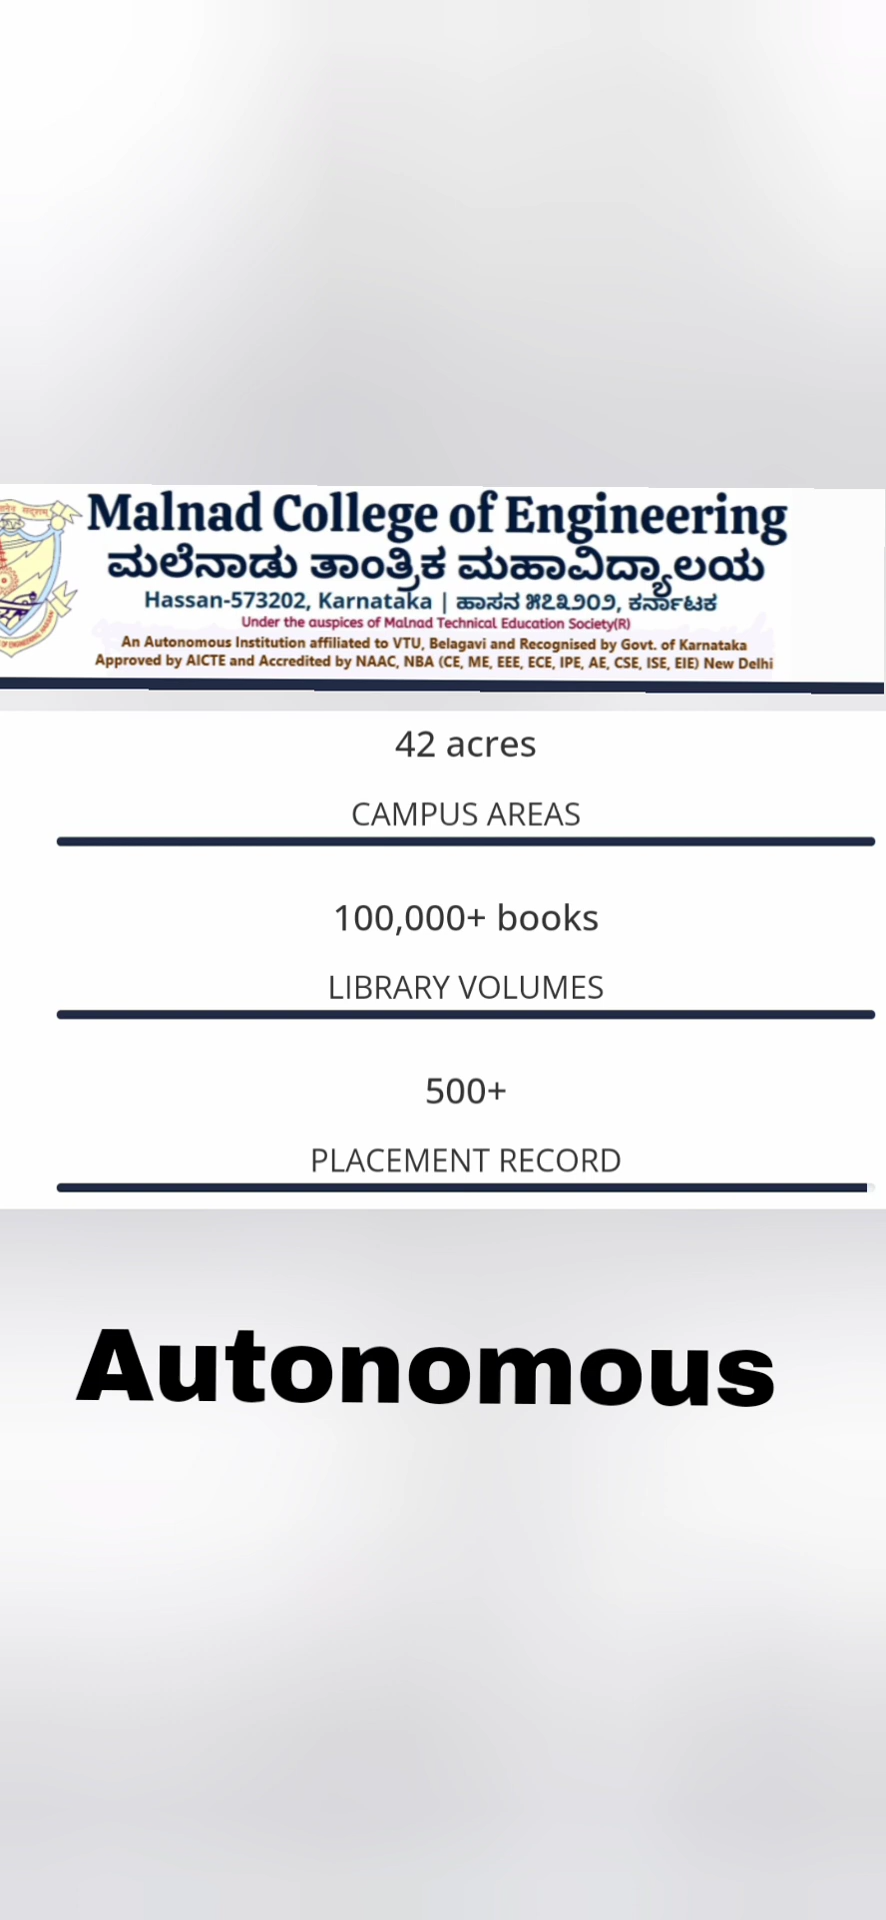 Malnad College of Engineering
ಮಲೆನಾಡು ತಾಂತ್ರಿಕ ಮಹಾವಿದ್ಯಾಲಯ
Hassan-573202, Karnataka | ಹಾಸನ ೫೭೩೨೦೨, ಕರ್ನಾಟಕ
Under the auspices of Malnad Technical Education Society(R)
An Autonomous Institution affiliated to VTU, Belagavi and Recognised by Govt. of Karnataka
Approved by AICTE and Accredited by NAAC, NBA (CE, ME, EEE, ECE, IPE, AE, CSE, ISE, EIE) New Delhi
42 acres
CAMPUS AREAS
100,000+ books
LIBRARY VOLUMES
500+
PLACEMENT RECORD
Autonomous